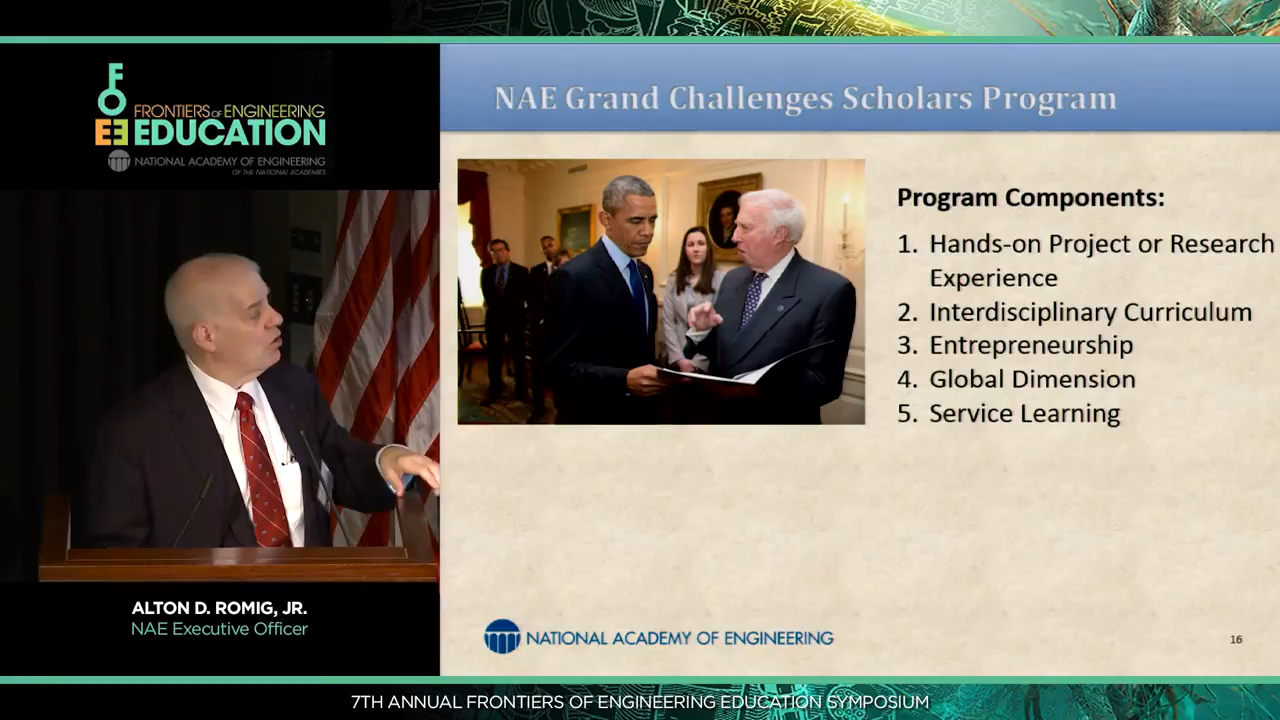 FOEE
FRONTIERS OF ENGINEERING
EDUCATION
NATIONAL ACADEMY OF ENGINEERING
OF THE NATIONAL ACADEMIES
NAE Grand Challenges Scholars Program
Program Components:
1. Hands-on Project or Research
Experience
2. Interdisciplinary Curriculum
3. Entrepreneurship
4. Global Dimension
5. Service Learning
ALTON D. ROMIG, JR.
NAE Executive Officer
NATIONAL ACADEMY OF ENGINEERING
16
7TH ANNUAL FRONTIERS OF ENGINEERING EDUCATION SYMPOSIUM